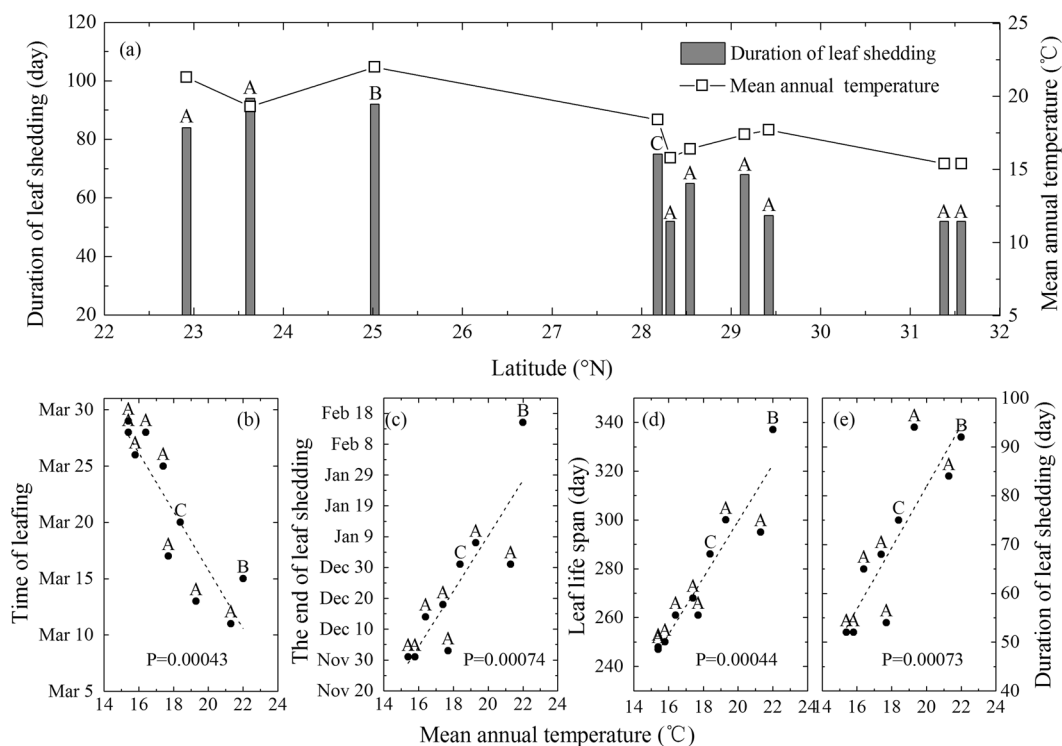 120
100
80
60
40
20
Duration of leaf shedding (day)
(a)
A
A
B
C
A
A
A
A
A
A
Duration of leaf shedding
Mean annual temperature
25
20
15
10
5
Mean annual temperature (℃)
22 23 24 25 26 27 28 29 30 31 32
Latitude (°N)
Mar 30
Mar 25
Mar 20
Mar 15
Mar 10
Mar 5
Time of leafing
(b)
A
A
A
A
A
C
A
A
A
B
P=0.00043
12 14 16 18 20 22 24
Feb 18
Feb 8
Jan 29
Jan 19
Jan 9
Dec 30
Dec 20
Dec 10
Nov 30
Nov 20
The end of leaf shedding
(c)
B
A
C
A
A
A
A
A
A
P=0.00074
12 14 16 18 20 22 24
340
320
300
280
260
240
Leaf life span (day)
(d)
B
A
A
C
A
A
A
A
A
A
P=0.00044
12 14 16 18 20 22 24
(e)
A
B
A
C
A
A
A
A
A
P=0.00073
100
90
80
70
60
50
40
Duration of leaf shedding (day)
12 14 16 18 20 22 24
Mean annual temperature (℃)